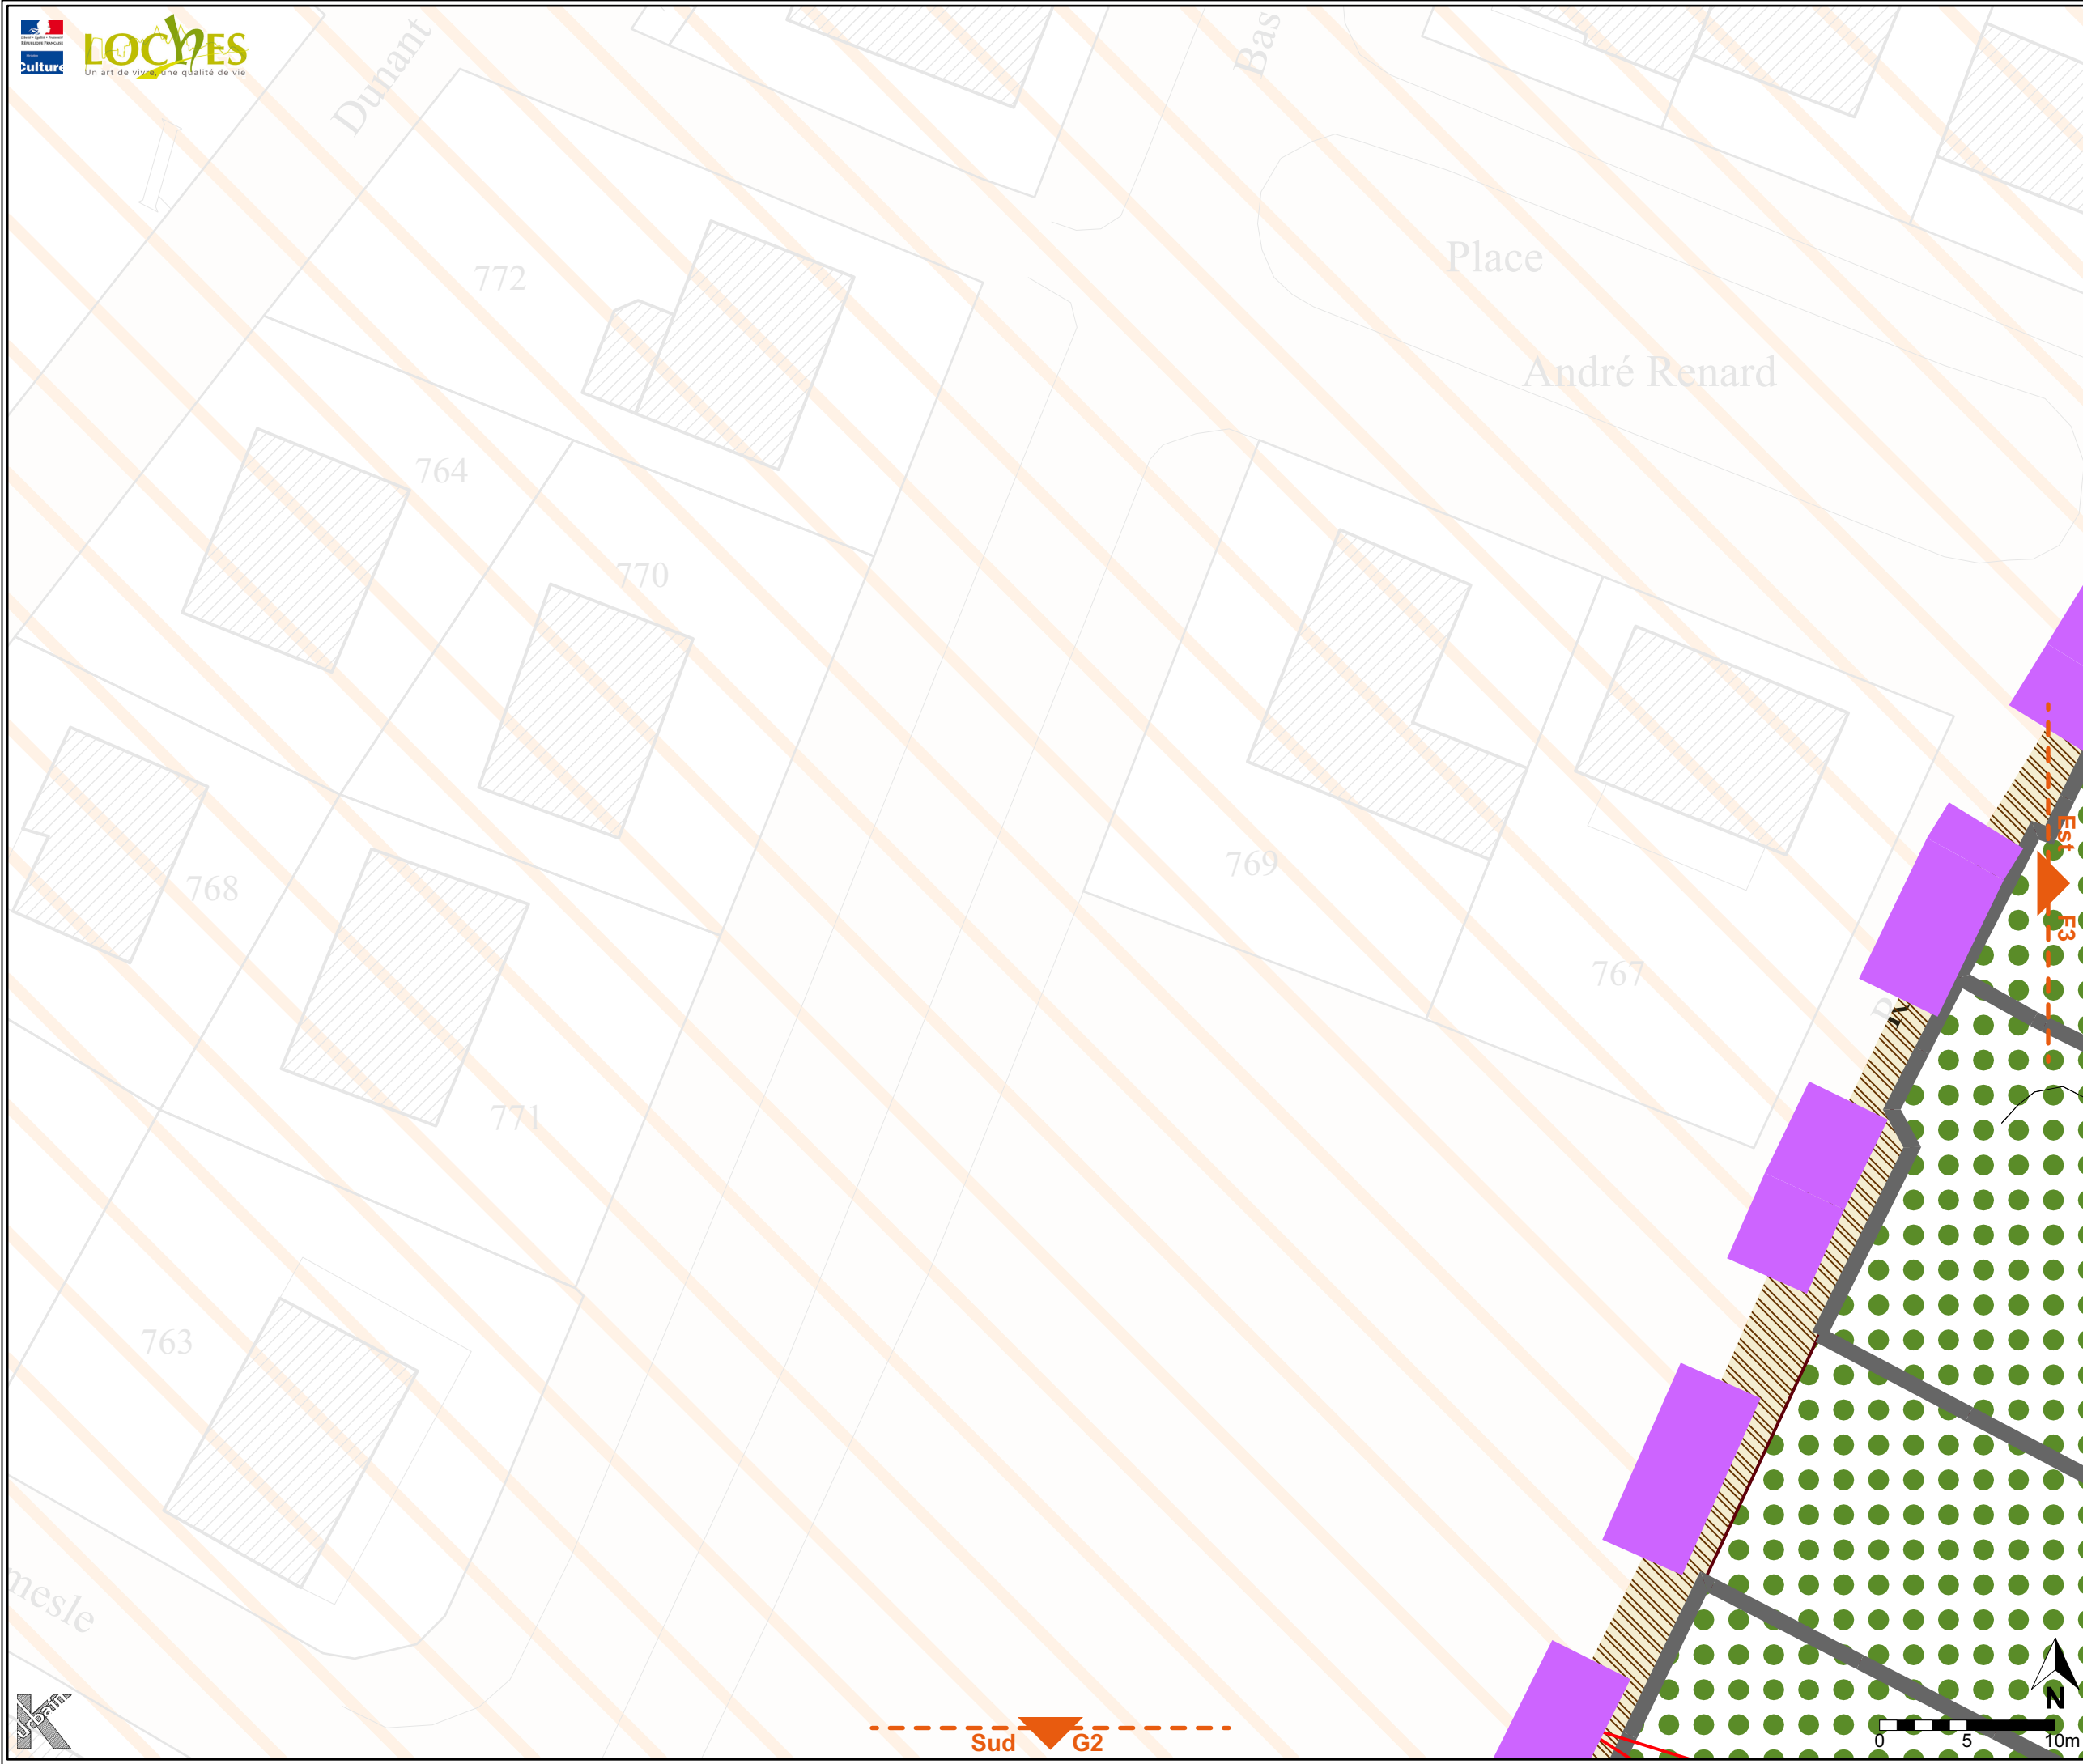 Culture
LOCHES
Un art de vivre, une qualité de vie
Dunant
Bas
Place
André Renard
772
764
770
769
767
768
771
763
mesle
Est
E3
Sud
G2
Urbain
K
N
0 5 10m